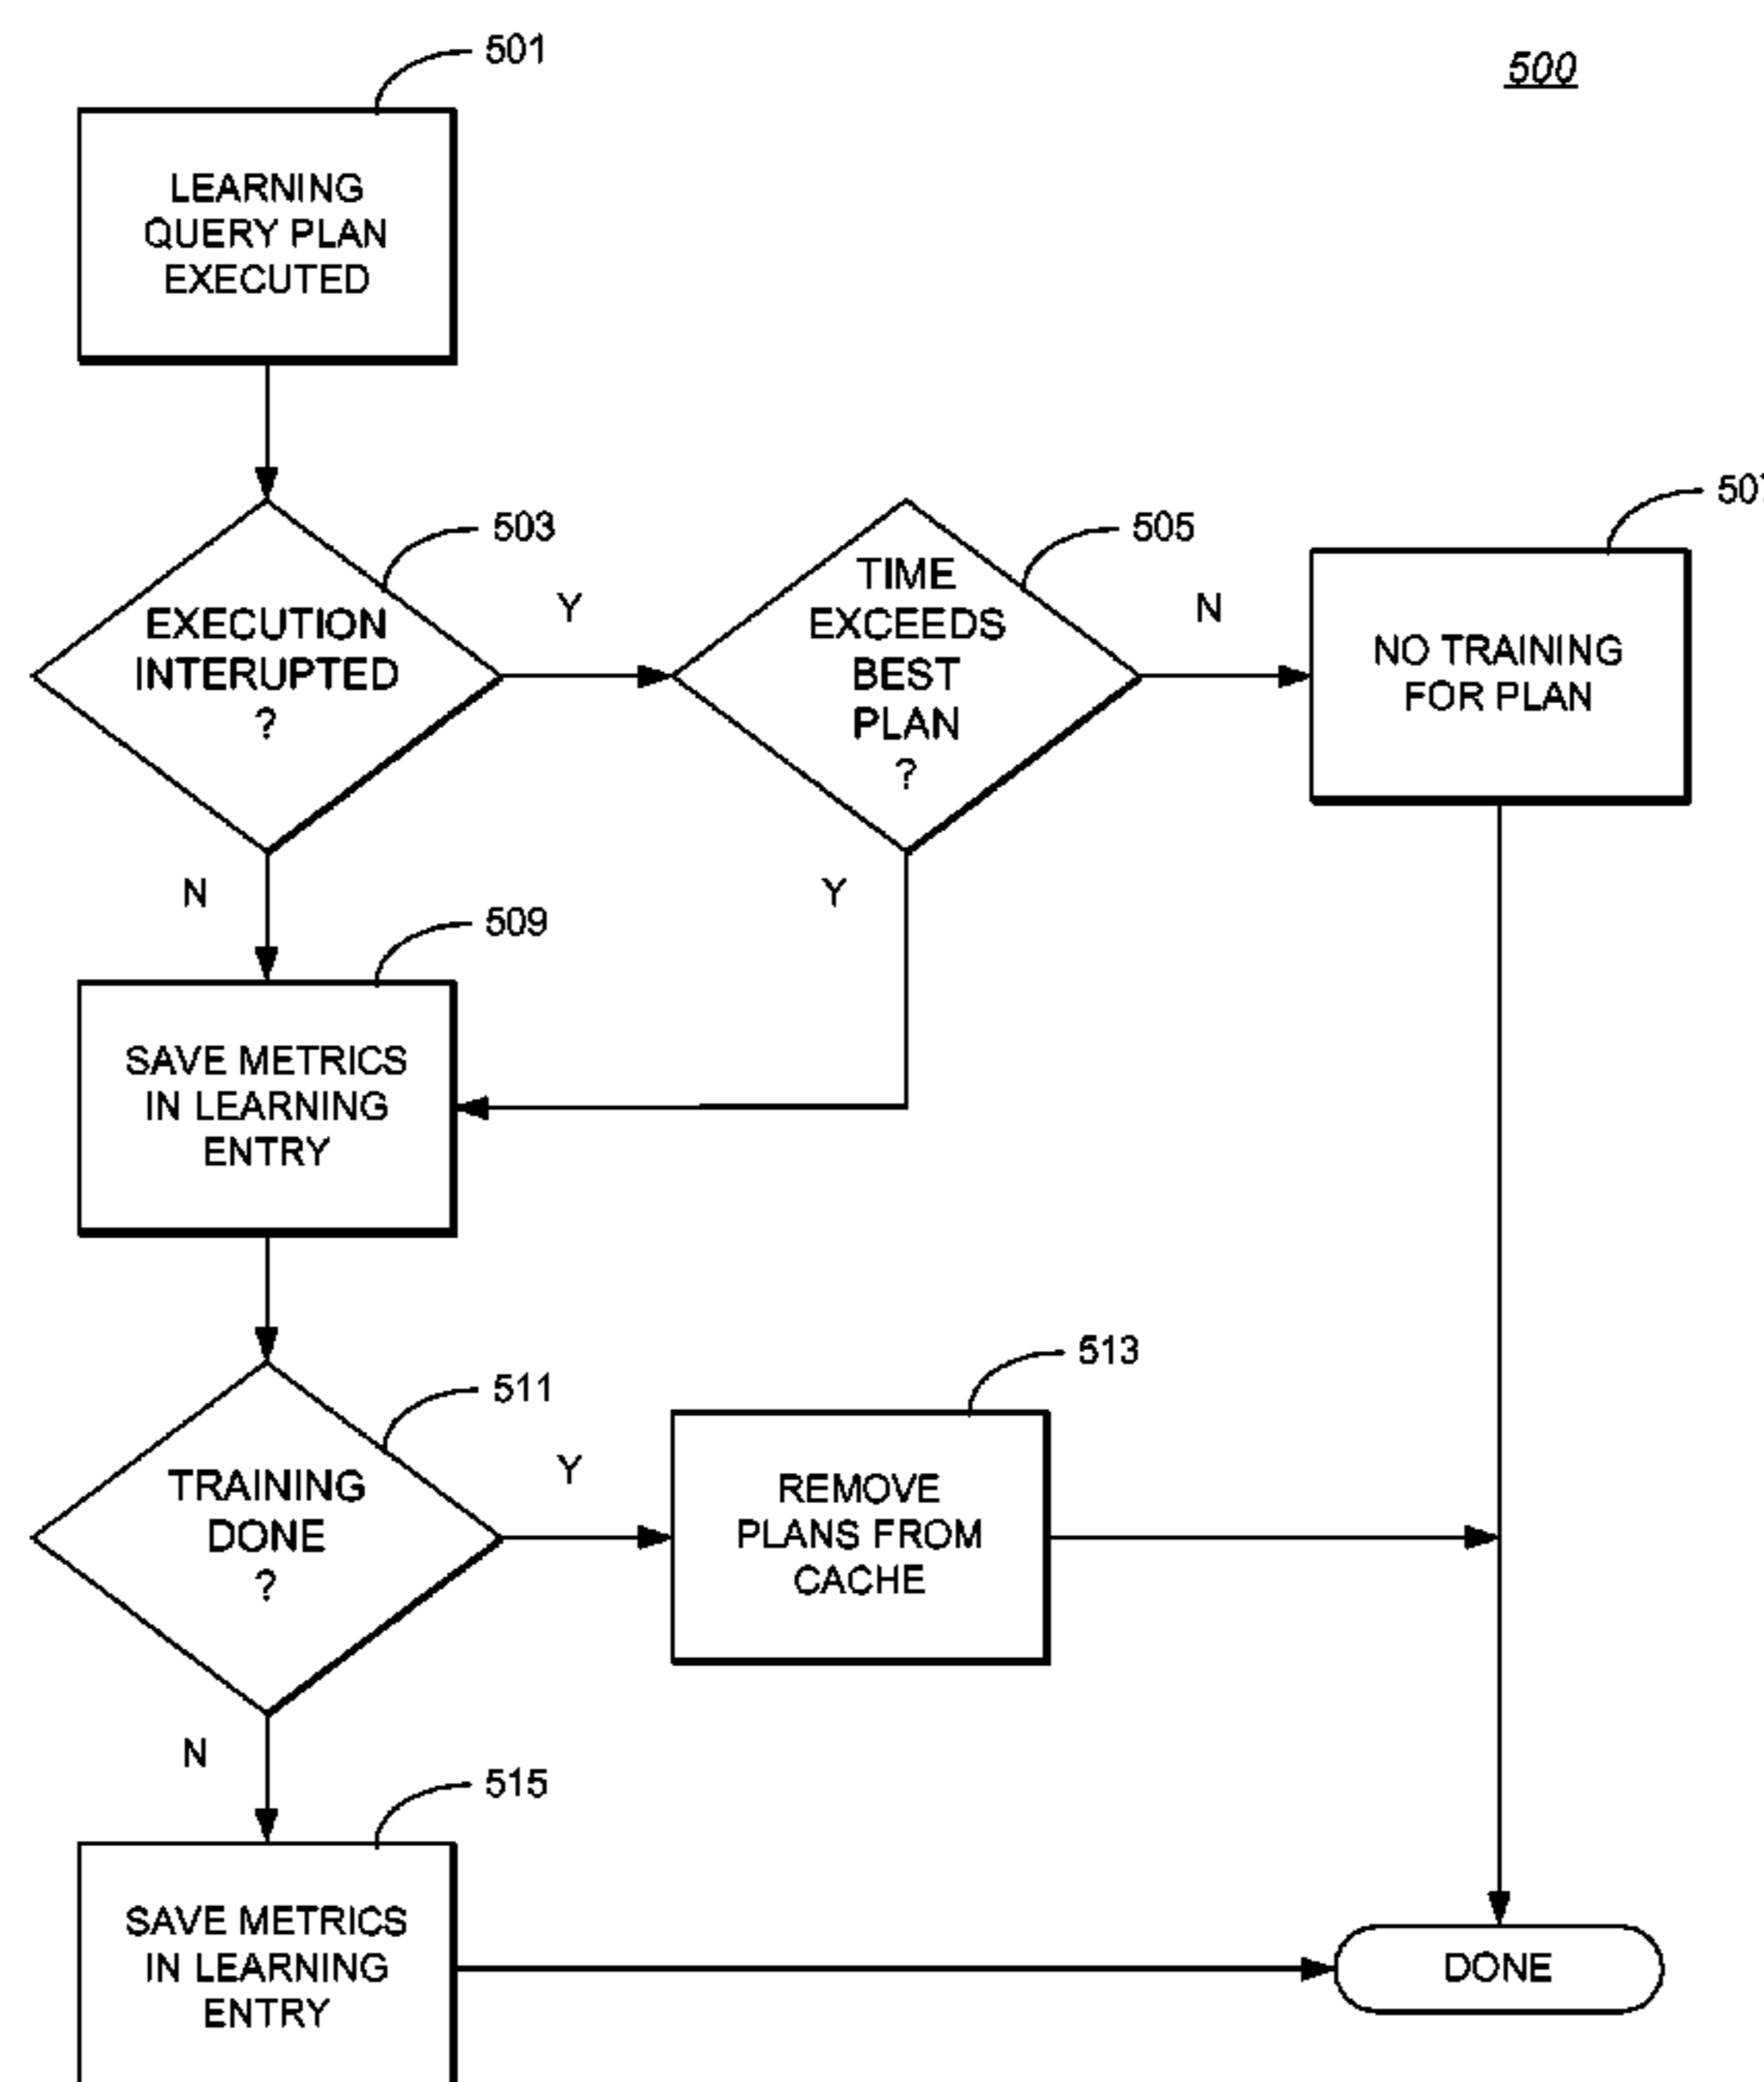 501
500
LEARNING
QUERY PLAN
EXECUTED
503
EXECUTION
INTERUPTED
?
Y
505
TIME
EXCEEDS
BEST
PLAN
?
N
NO TRAINING
FOR PLAN
N
Y
509
SAVE METRICS
IN LEARNING
ENTRY
511
TRAINING
DONE
?
Y
513
REMOVE
PLANS FROM
CACHE
N
515
SAVE METRICS
IN LEARNING
ENTRY
DONE